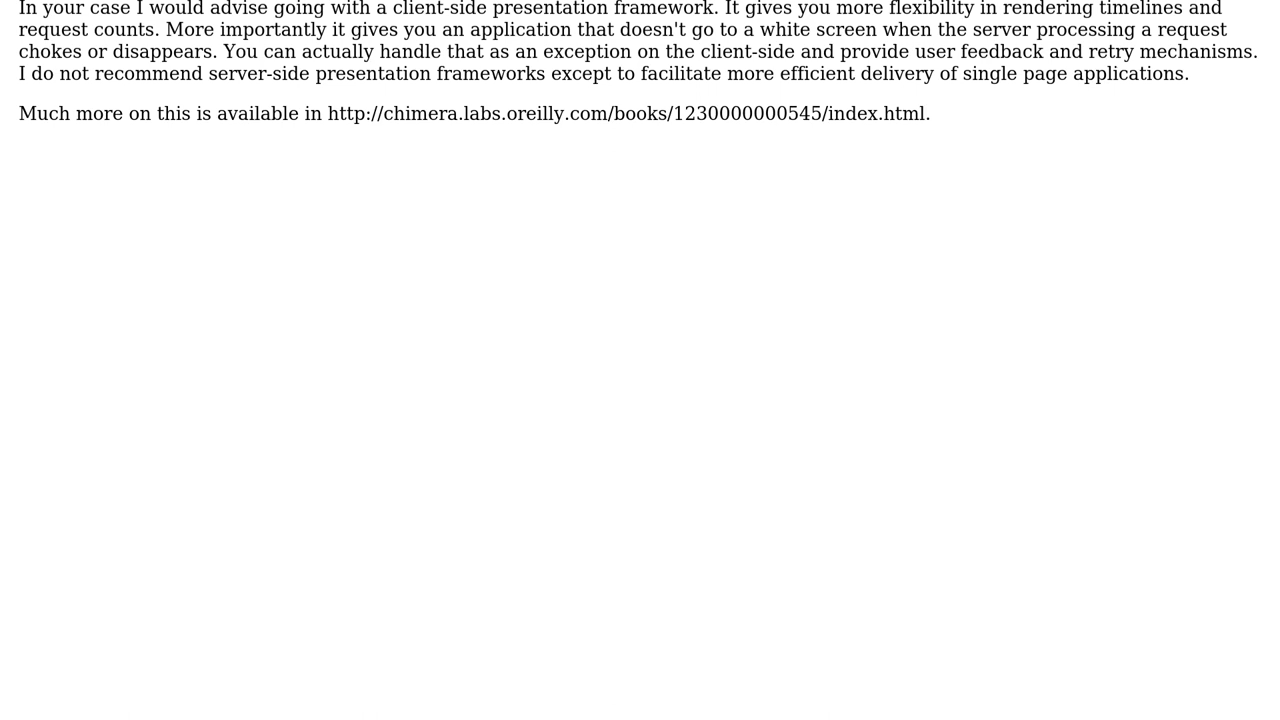 In your case I would advise going with a client-side presentation framework. It gives you more flexibility in rendering timelines and
request counts. More importantly it gives you an application that doesn't go to a white screen when the server processing a request
chokes or disappears. You can actually handle that as an exception on the client-side and provide user feedback and retry mechanisms.
I do not recommend server-side presentation frameworks except to facilitate more efficient delivery of single page applications.
Much more on this is available in http://chimera.labs.oreilly.com/books/1230000000545/index.html.